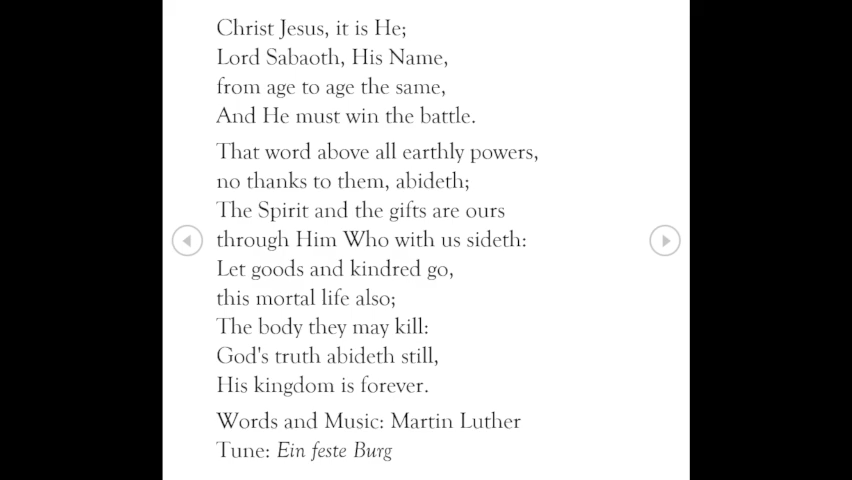 Christ Jesus, it is He;
Lord Sabaoth, His Name,
from age to age the same,
And He must win the battle.
That word above all earthly powers,
no thanks to them, abideth;
The Spirit and the gifts are ours
through Him Who with us sideth:
Let goods and kindred go,
this mortal life also;
The body they may kill:
God's truth abideth still,
His kingdom is forever.
Words and Music: Martin Luther
Tune: Ein feste Burg